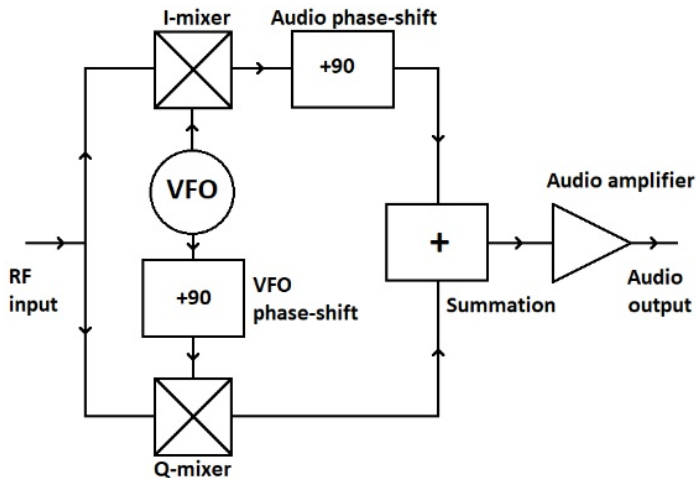 I-mixer
Audio phase-shift
+90
VFO
RF
input
+90
VFO
phase-shift
+
Summation
Audio amplifier
Audio
output
Q-mixer